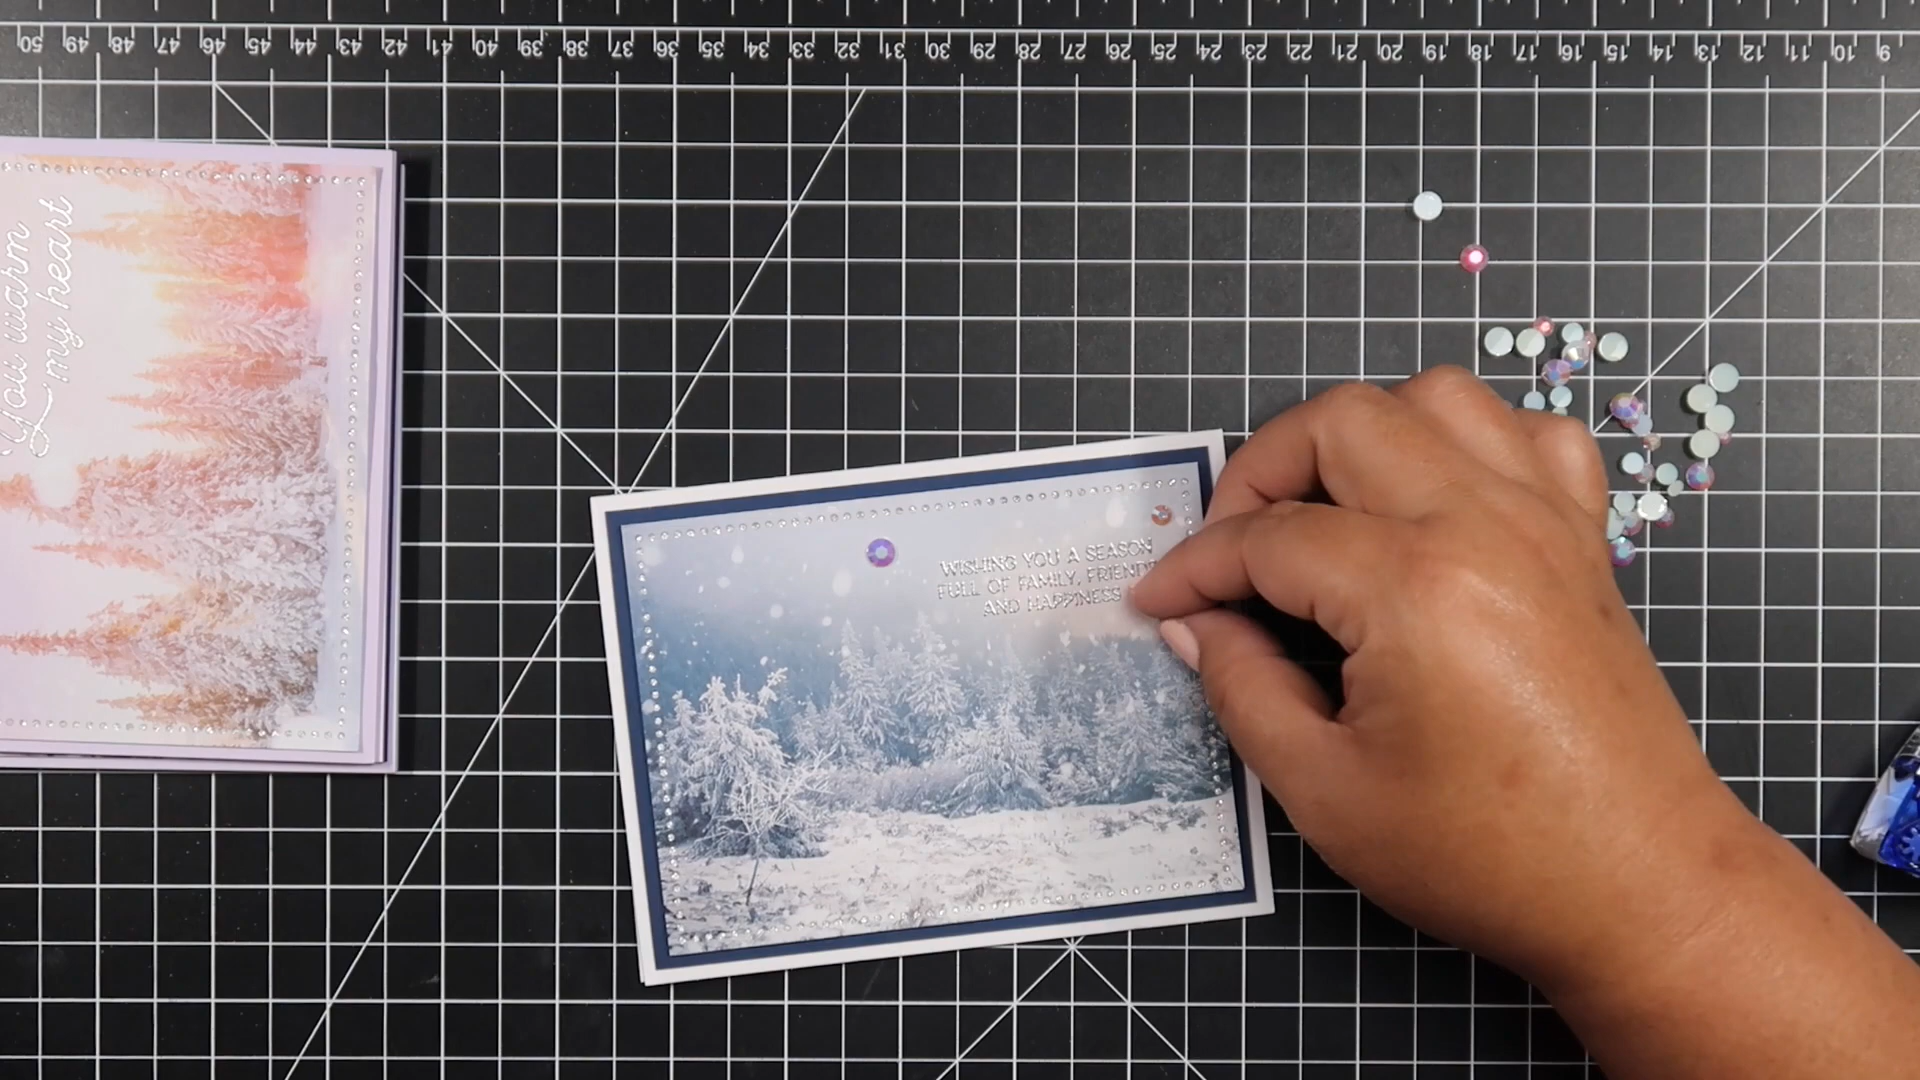 50 49 48 47 46 45 44 43 42 41 40 39 38 37 36 35 34 33 32 31 30 29 28 27 26 25 24 23 22 21 20 19 18 17 16 15 14 13 12 11 10 9
You warm
my heart
WISHING YOU A SEASON
FULL OF FAMILY, FRIENDS
AND HAPPINESS